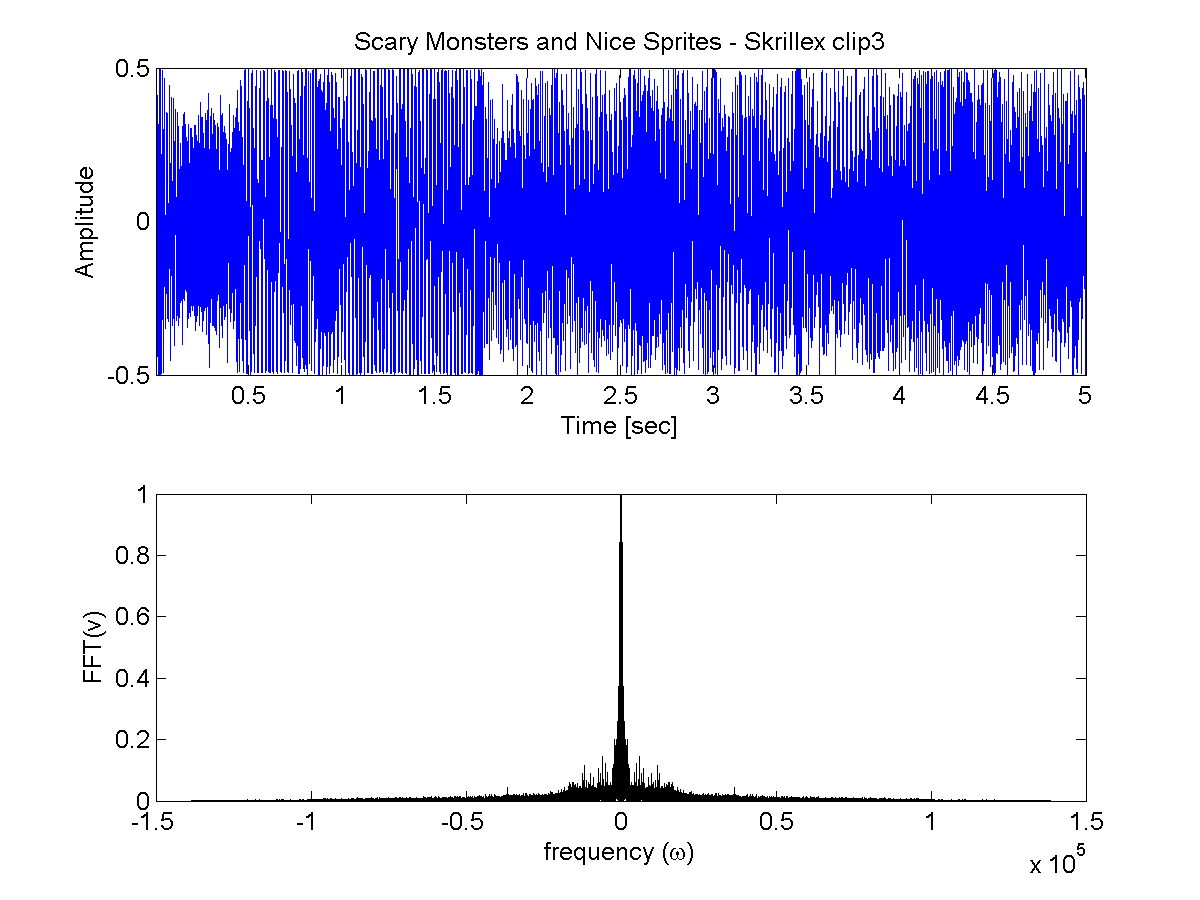 Scary Monsters and Nice Sprites - Skrillex clip3
0.5
0
-0.5
Amplitude
0.5 1 1.5 2 2.5 3 3.5 4 4.5 5
Time [sec]
1
0.8
0.6
0.4
0.2
0
FFT(v)
-1.5 -1 -0.5 0 0.5 1 1.5
frequency (ω)
x 10⁵